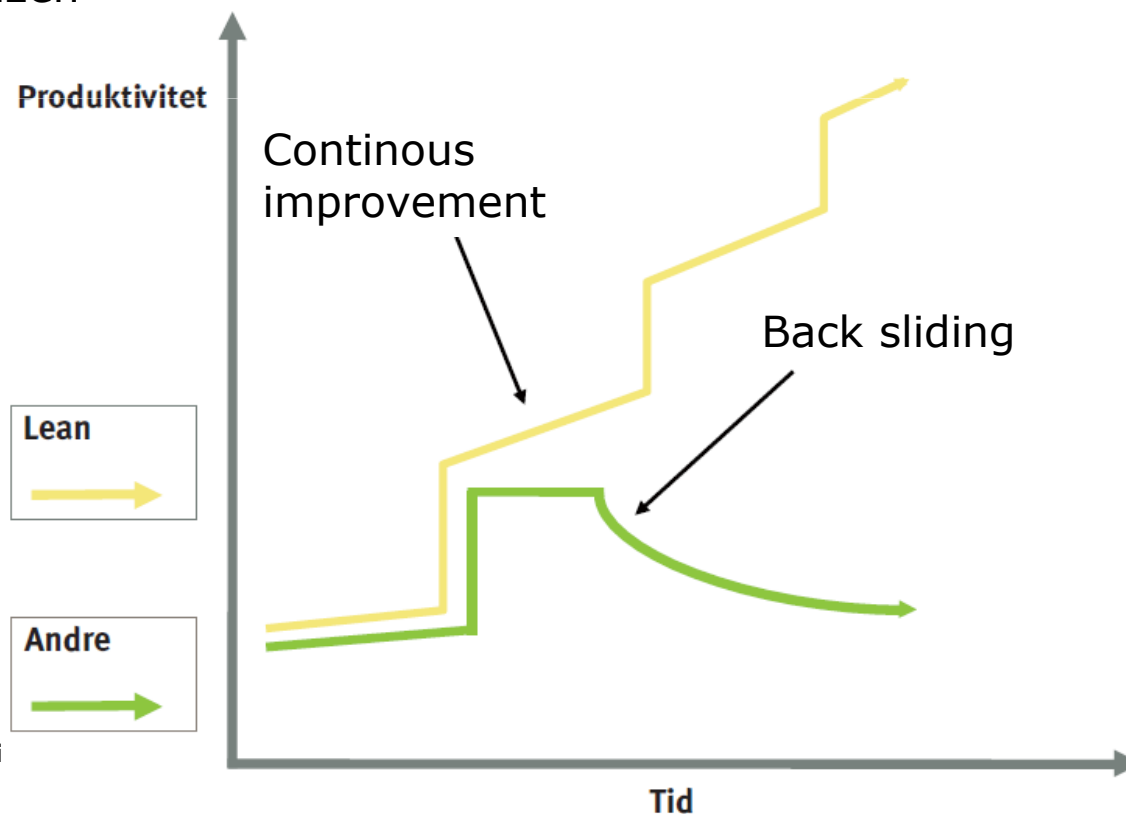 Produktivitet
Continous
improvement
Back sliding
Lean
Andre
Tid